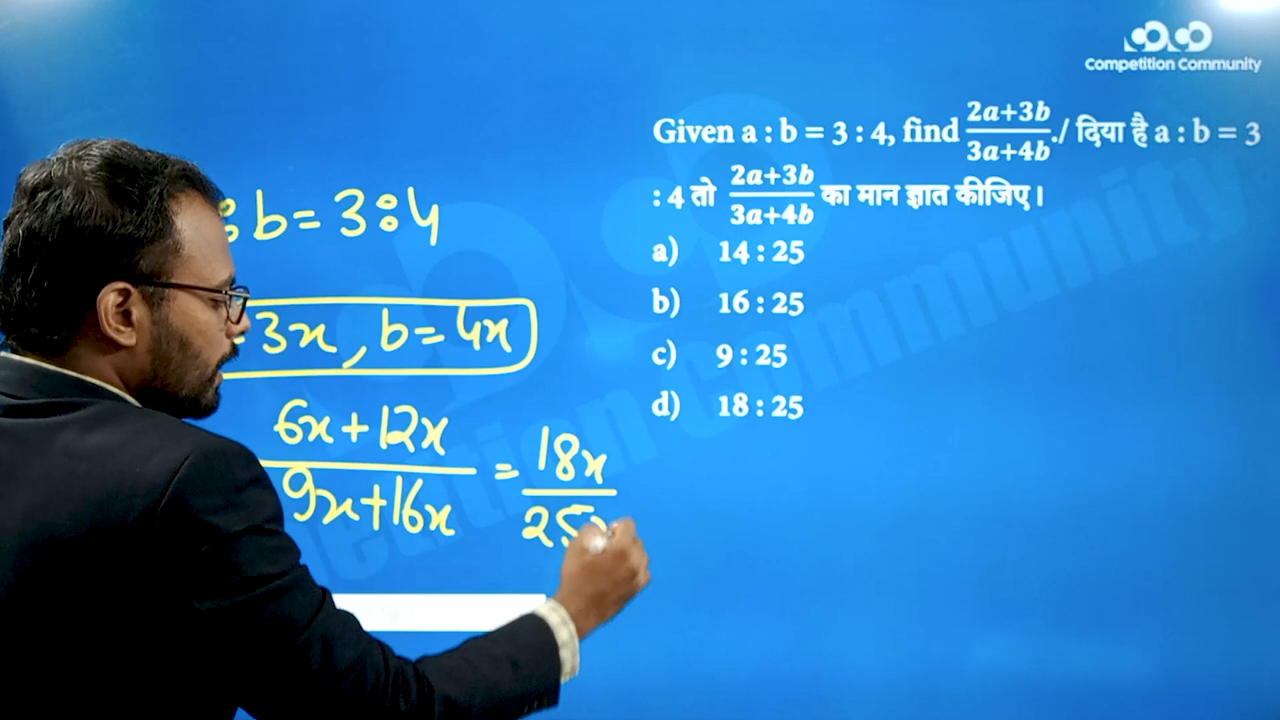 Competition Community
Given a : b = 3 : 4, find 2a+3b/3a+4b./ दिया है a : b = 3
: 4 तो 2a+3b/3a+4b का मान ज्ञात कीजिए।
a) 14 : 25
b) 16 : 25
c) 9 : 25
d) 18 : 25
: b = 3 : 4
= 3x, b = 4x
6x+12x/9x+16x = 18x/25